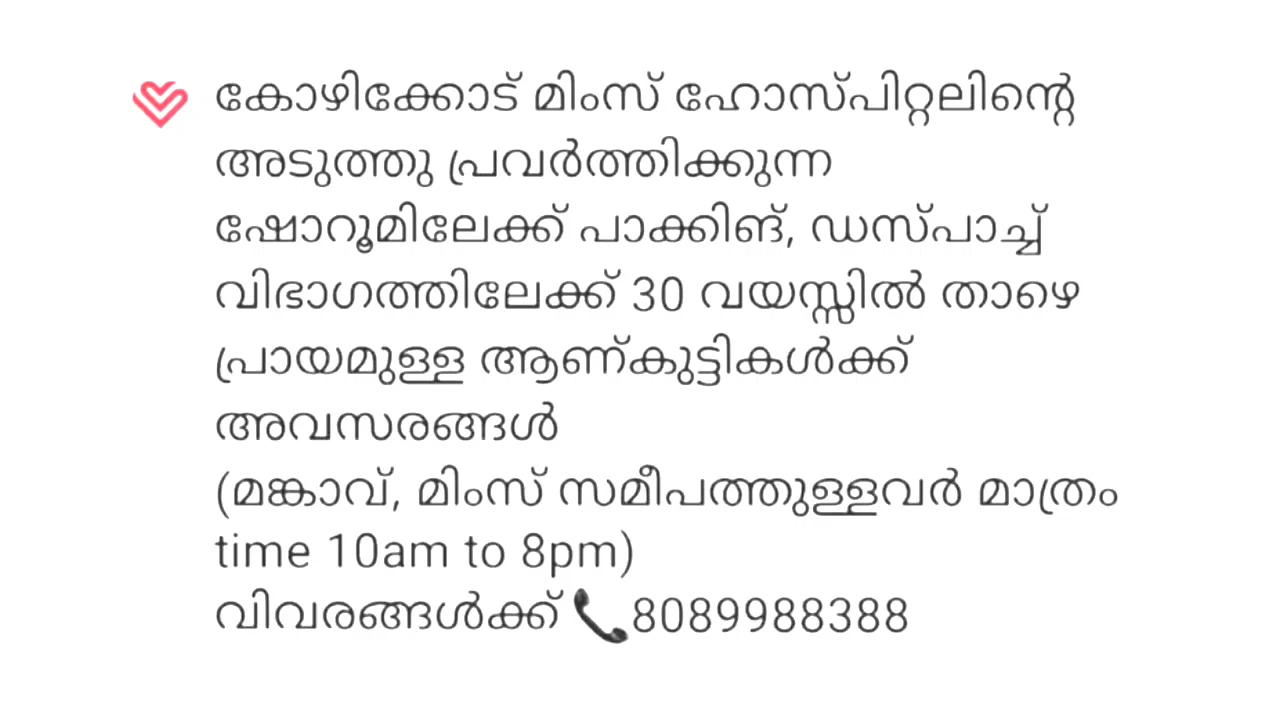 കോഴിക്കോട് മിംസ് ഹോസ്പിറ്റലിന്റെ
അടുത്തു പ്രവർത്തിക്കുന്ന
ഷോറൂമിലേക്ക് പാക്കിങ്, ഡസ്പാച്ച്
വിഭാഗത്തിലേക്ക് 30 വയസ്സിൽ താഴെ
പ്രായമുള്ള ആണ്കുട്ടികൾക്ക്
അവസരങ്ങൾ
(മങ്കാവ്, മിംസ് സമീപത്തുള്ളവർ മാത്രം
time 10am to 8pm)
വിവരങ്ങൾക്ക് 📞8089988388